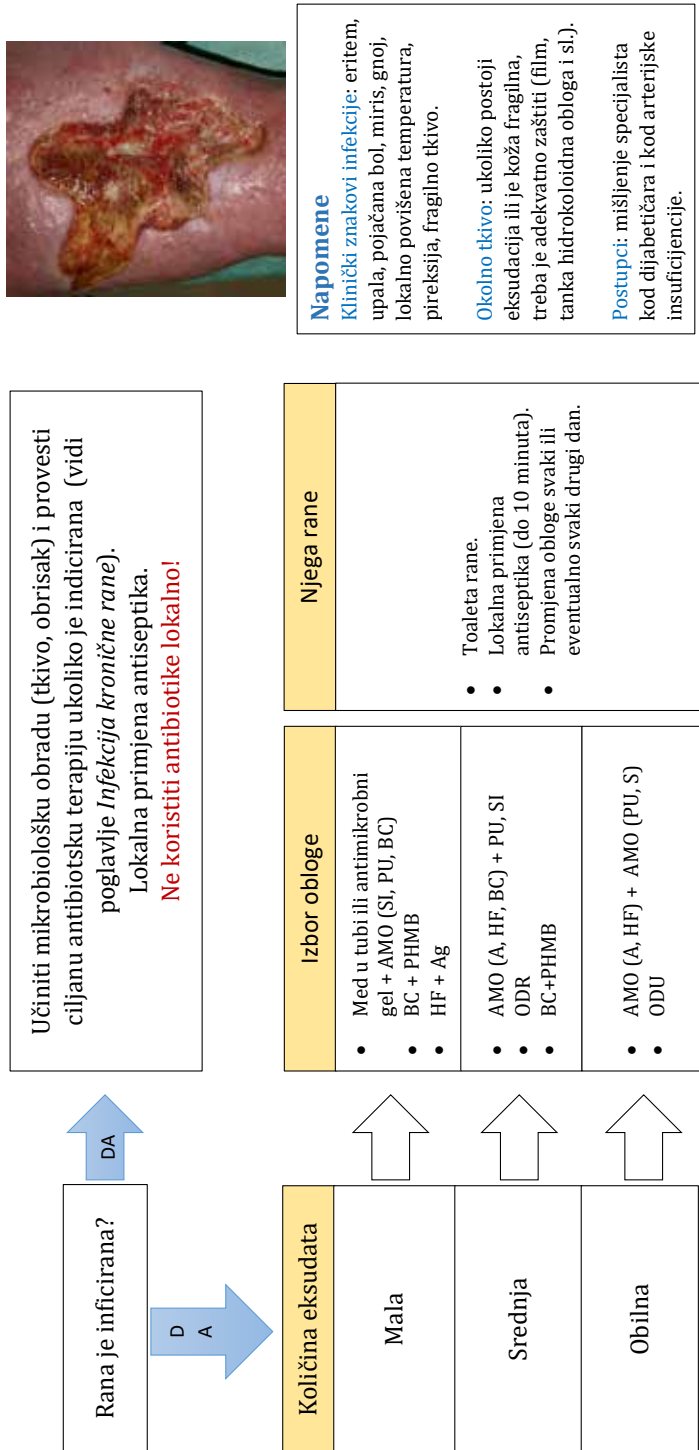 Rana je inficirana?
DA
Učiniti mikrobiološku obradu (tkivo, obrisak) i provesti
ciljanu antibiotsku terapiju ukoliko je indicirana (vidi
poglavlje Infekcija kronične rane).
Lokalna primjena antiseptika.
Ne koristiti antibiotike lokalno!
D
A
Količina eksudata
Izbor obloge
Njega rane
Mala
• Med u tubi ili antimikrobni
gel + AMO (SI, PU, BC)
• BC + PHMB
• HF + Ag
Srednja
• AMO (A, HF, BC) + PU, SI
• ODR
• BC+PHMB
Obilna
• AMO (A, HF) + AMO (PU, S)
• ODU
• Toaleta rane.
• Lokalna primjena
antiseptika (do 10 minuta).
• Promjena obloge svaki ili
eventualno svaki drugi dan.
Napomene
Klinički znakovi infekcije: eritem,
upala, pojačana bol, miris, gnoj,
lokalno povišena temperatura,
pireksija, fragilno tkivo.
Okolno tkivo: ukoliko postoji
eksudacija ili je koža fragilna,
treba je adekvatno zaštiti (film,
tanka hidrokoloidna obloga i sl.).
Postupci: mišljenje specijalista
kod dijabetičara i kod arterijske
insuficijencije.